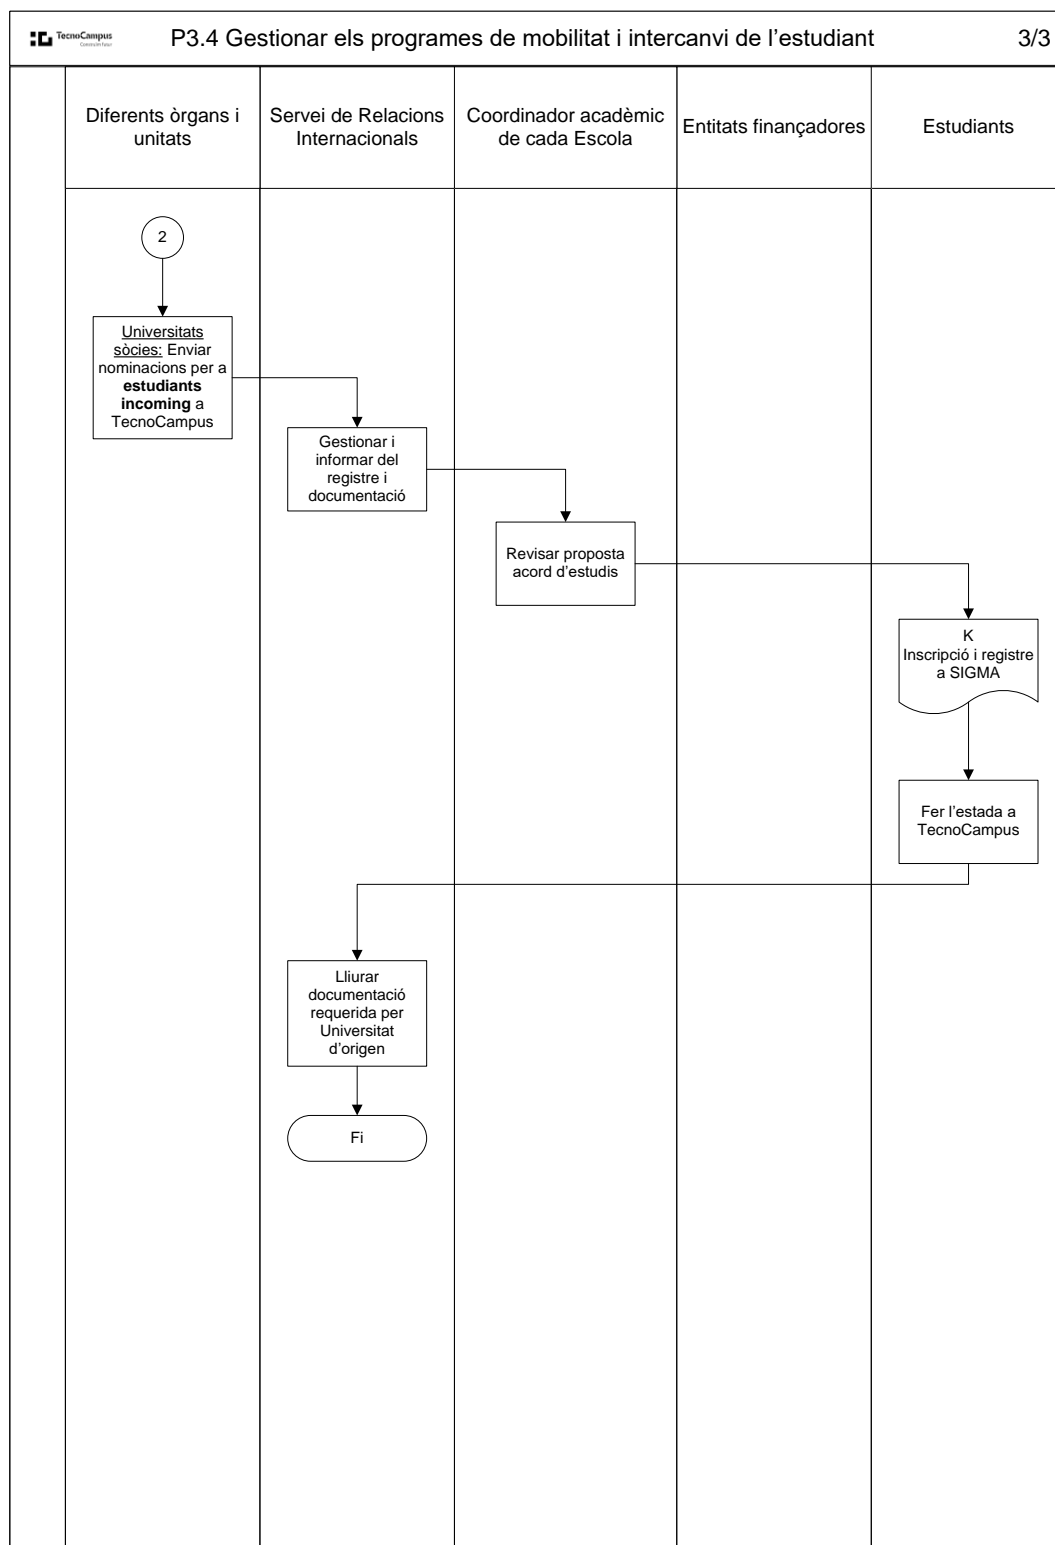 TecnoCampus
P3.4 Gestionar els programes de mobilitat i intercanvi de l’estudiant
3/3
Diferents òrgans i
unitats
Servei de Relacions
Internacionals
Coordinador acadèmic
de cada Escola
Entitats finançadores
Estudiants
2
Universitats
sòcies: Enviar
nominacions per a
estudiants
incoming a
TecnoCampus
Gestionar i
informar del
registre i
documentació
Revisar proposta
acord d'estudis
K
Inscripció i registre
a SIGMA
Fer l’estada a
TecnoCampus
Lliurar
documentació
requerida per
Universitat
d’origen
Fi